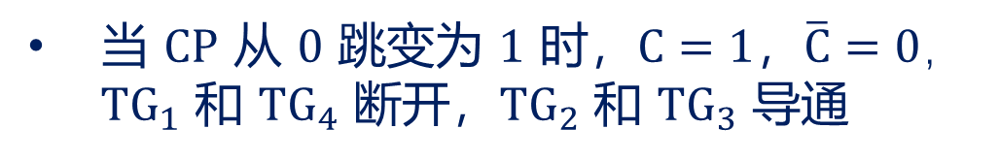 • 当 CP 从 0 跳变为 1 时，C = 1，C̅ = 0，
TG₁ 和 TG₄ 断开，TG₂ 和 TG₃ 导通